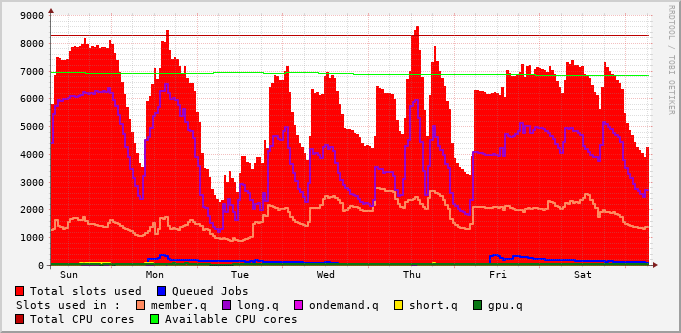 9000
8000
7000
6000
5000
4000
3000
2000
1000
0
Sun Mon Tue Wed Thu Fri Sat
RRDTOOL / TOBI OETIKER
Total slots used Queued Jobs
Slots used in : member.q long.q ondemand.q short.q gpu.q
Total CPU cores Available CPU cores